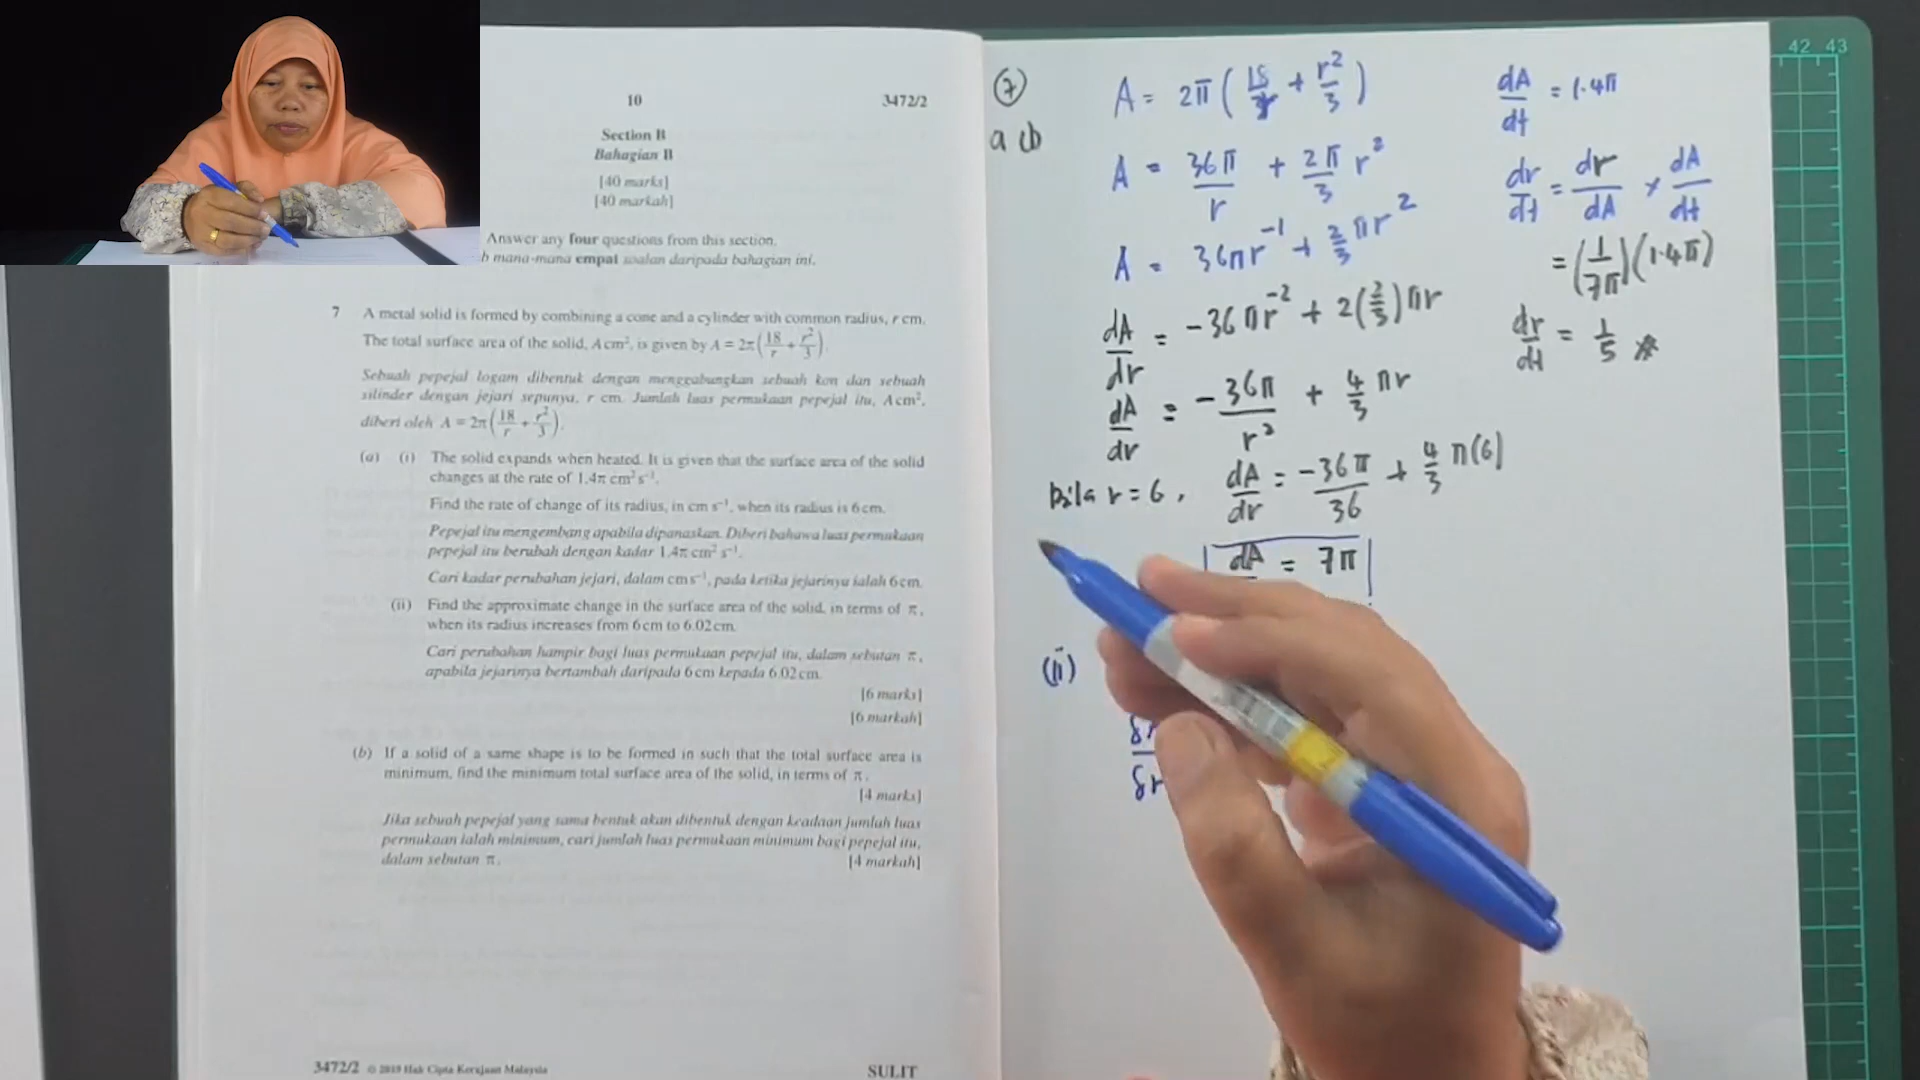 10
3472/2
Section B
Bahagian B
[40 marks]
[40 markah]
Answer any four questions from this section.
b mana-mana empat soalan daripada bahagian ini.
7 A metal solid is formed by combining a cone and a cylinder with common radius, r cm.
The total surface area of the solid, A cm², is given by A = 2π(18/r + r²/3).
Sebuah pepejal logam dibentuk dengan menggabungkan sebuah kon dan sebuah
silinder dengan jejari sepunya, r cm. Jumlah luas permukaan pepejal itu, A cm²,
diberi oleh A = 2π(18/r + r²/3).
(a) (i) The solid expands when heated. It is given that the surface area of the solid
changes at the rate of 1.4π cm² s⁻¹.
Find the rate of change of its radius, in cm s⁻¹, when its radius is 6 cm.
Pepejal itu mengembang apabila dipanaskan. Diberi bahawa luas permukaan
pepejal itu berubah dengan kadar 1.4π cm² s⁻¹.
Cari kadar perubahan jejari, dalam cm s⁻¹, pada ketika jejarinya ialah 6 cm.
(ii) Find the approximate change in the surface area of the solid, in terms of π,
when its radius increases from 6 cm to 6.02 cm.
Cari perubahan hampir bagi luas permukaan pepejal itu, dalam sebutan π,
apabila jejarinya bertambah daripada 6 cm kepada 6.02 cm.
[6 marks]
[6 markah]
(b) If a solid of a same shape is to be formed in such that the total surface area is
minimum, find the minimum total surface area of the solid, in terms of π.
[4 marks]
Jika sebuah pepejal yang sama bentuk akan dibentuk dengan keadaan jumlah luas
permukaan ialah minimum, cari jumlah luas permukaan minimum bagi pepejal itu,
dalam sebutan π. [4 markah]
3472/2 © 2019 Hak Cipta Kerajaan Malaysia
SULIT
7
A = 2π(18/r + r²/3)
A = 36π/r + 2π/3 r²
A = 36πr⁻¹ + 2/3 πr²
dA/dr = -36πr⁻² + 2(2/3)πr
dA/dr = -36π/r² + 4/3 πr
Bila r = 6, dA/dr = -36π/36 + 4/3 π(6)
dA = 7π
(ii)
δr
dA/dt = 1.4π
dr/dt = dr/dA × dA/dt
= (1/7π)(1.4π)
dr/dt = 1/5
42 43